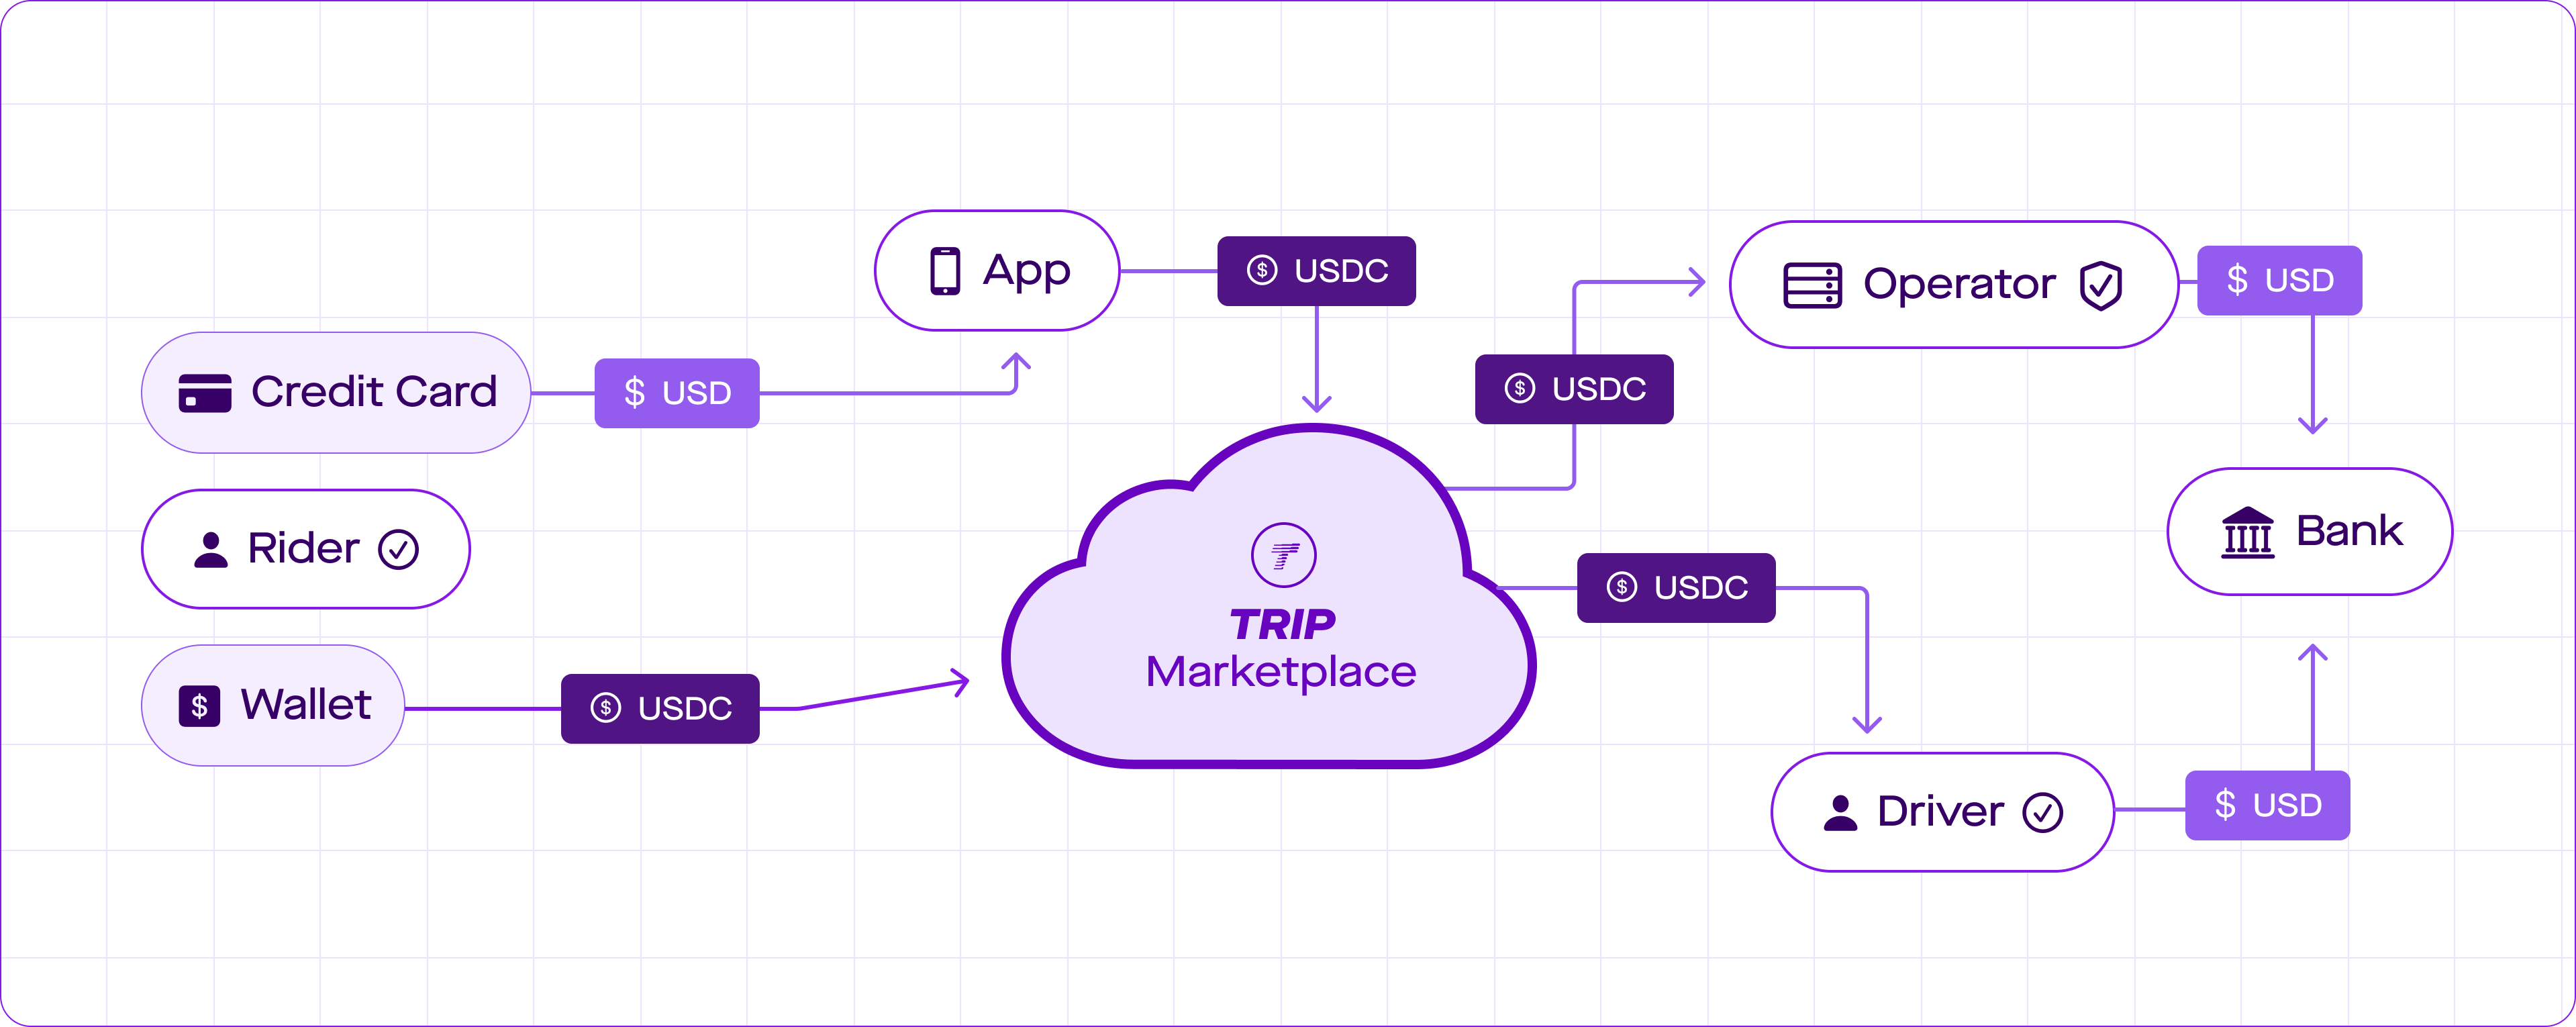 App
$ USDC
Operator
$ USD
Credit Card
$ USD
$ USDC
Rider
Bank
$ USDC
TRIP
Marketplace
$ Wallet
$ USDC
Driver
$ USD